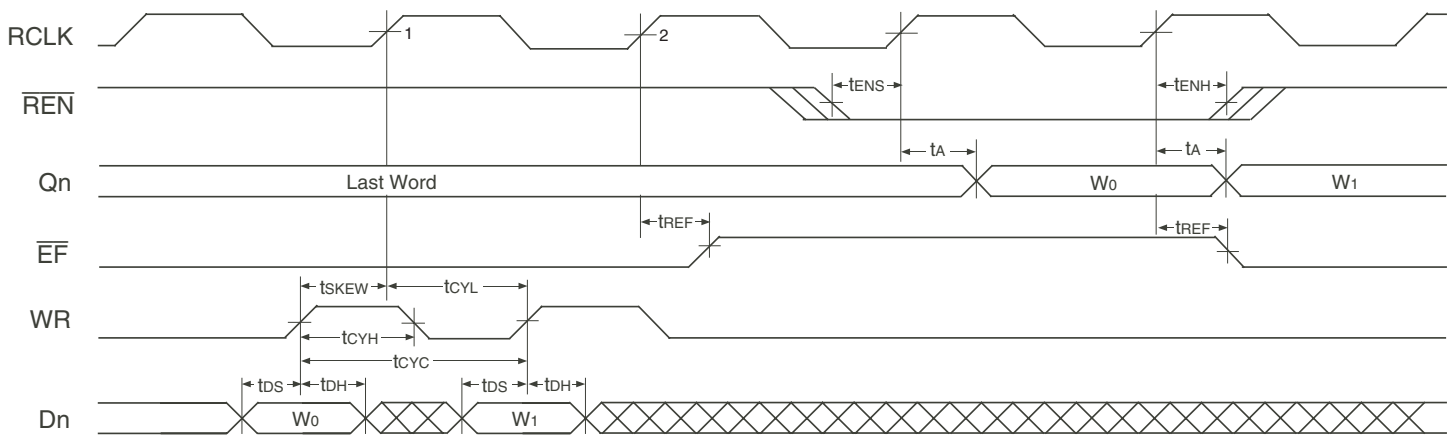 RCLK
1
2
REN
tENS
tENH
tA
tA
Qn
Last Word
W0
W1
tREF
tREF
EF
tSKEW
tCYL
WR
tCYH
tCYC
tDS
tDH
tDS
tDH
Dn
W0
W1